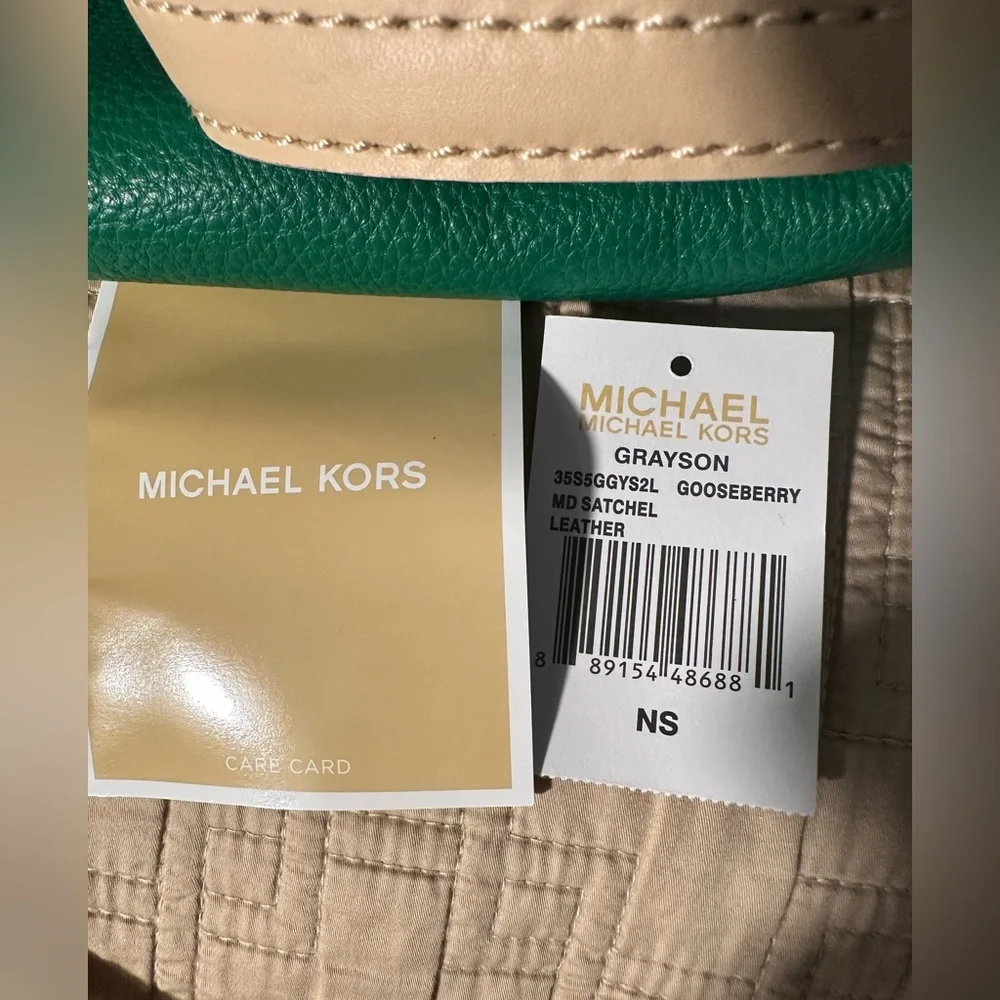 MICHAEL KORS
CARE CARD
MICHAEL
MICHAEL KORS
GRAYSON
35S5GGYS2L GOOSEBERRY
MD SATCHEL
LEATHER
8 89154 48688 1
NS